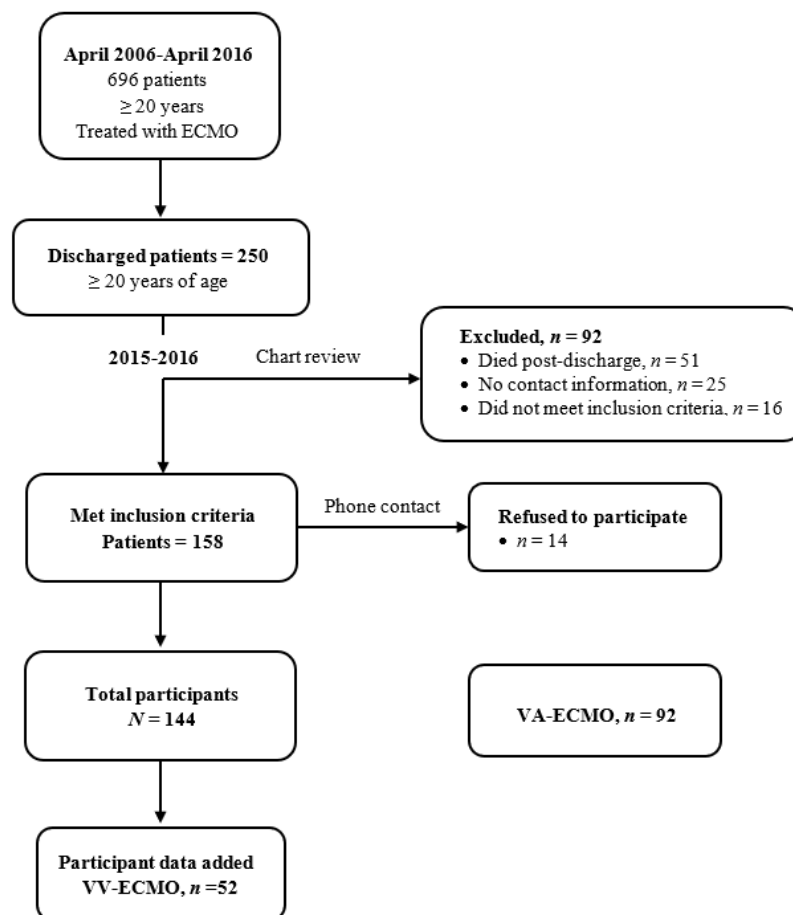 April 2006-April 2016
696 patients
≥ 20 years
Treated with ECMO
Discharged patients = 250
≥ 20 years of age
2015-2016
Chart review
Excluded, n = 92
• Died post-discharge, n = 51
• No contact information, n = 25
• Did not meet inclusion criteria, n = 16
Met inclusion criteria
Patients = 158
Phone contact
Refused to participate
• n = 14
Total participants
N = 144
VA-ECMO, n = 92
Participant data added
VV-ECMO, n =52